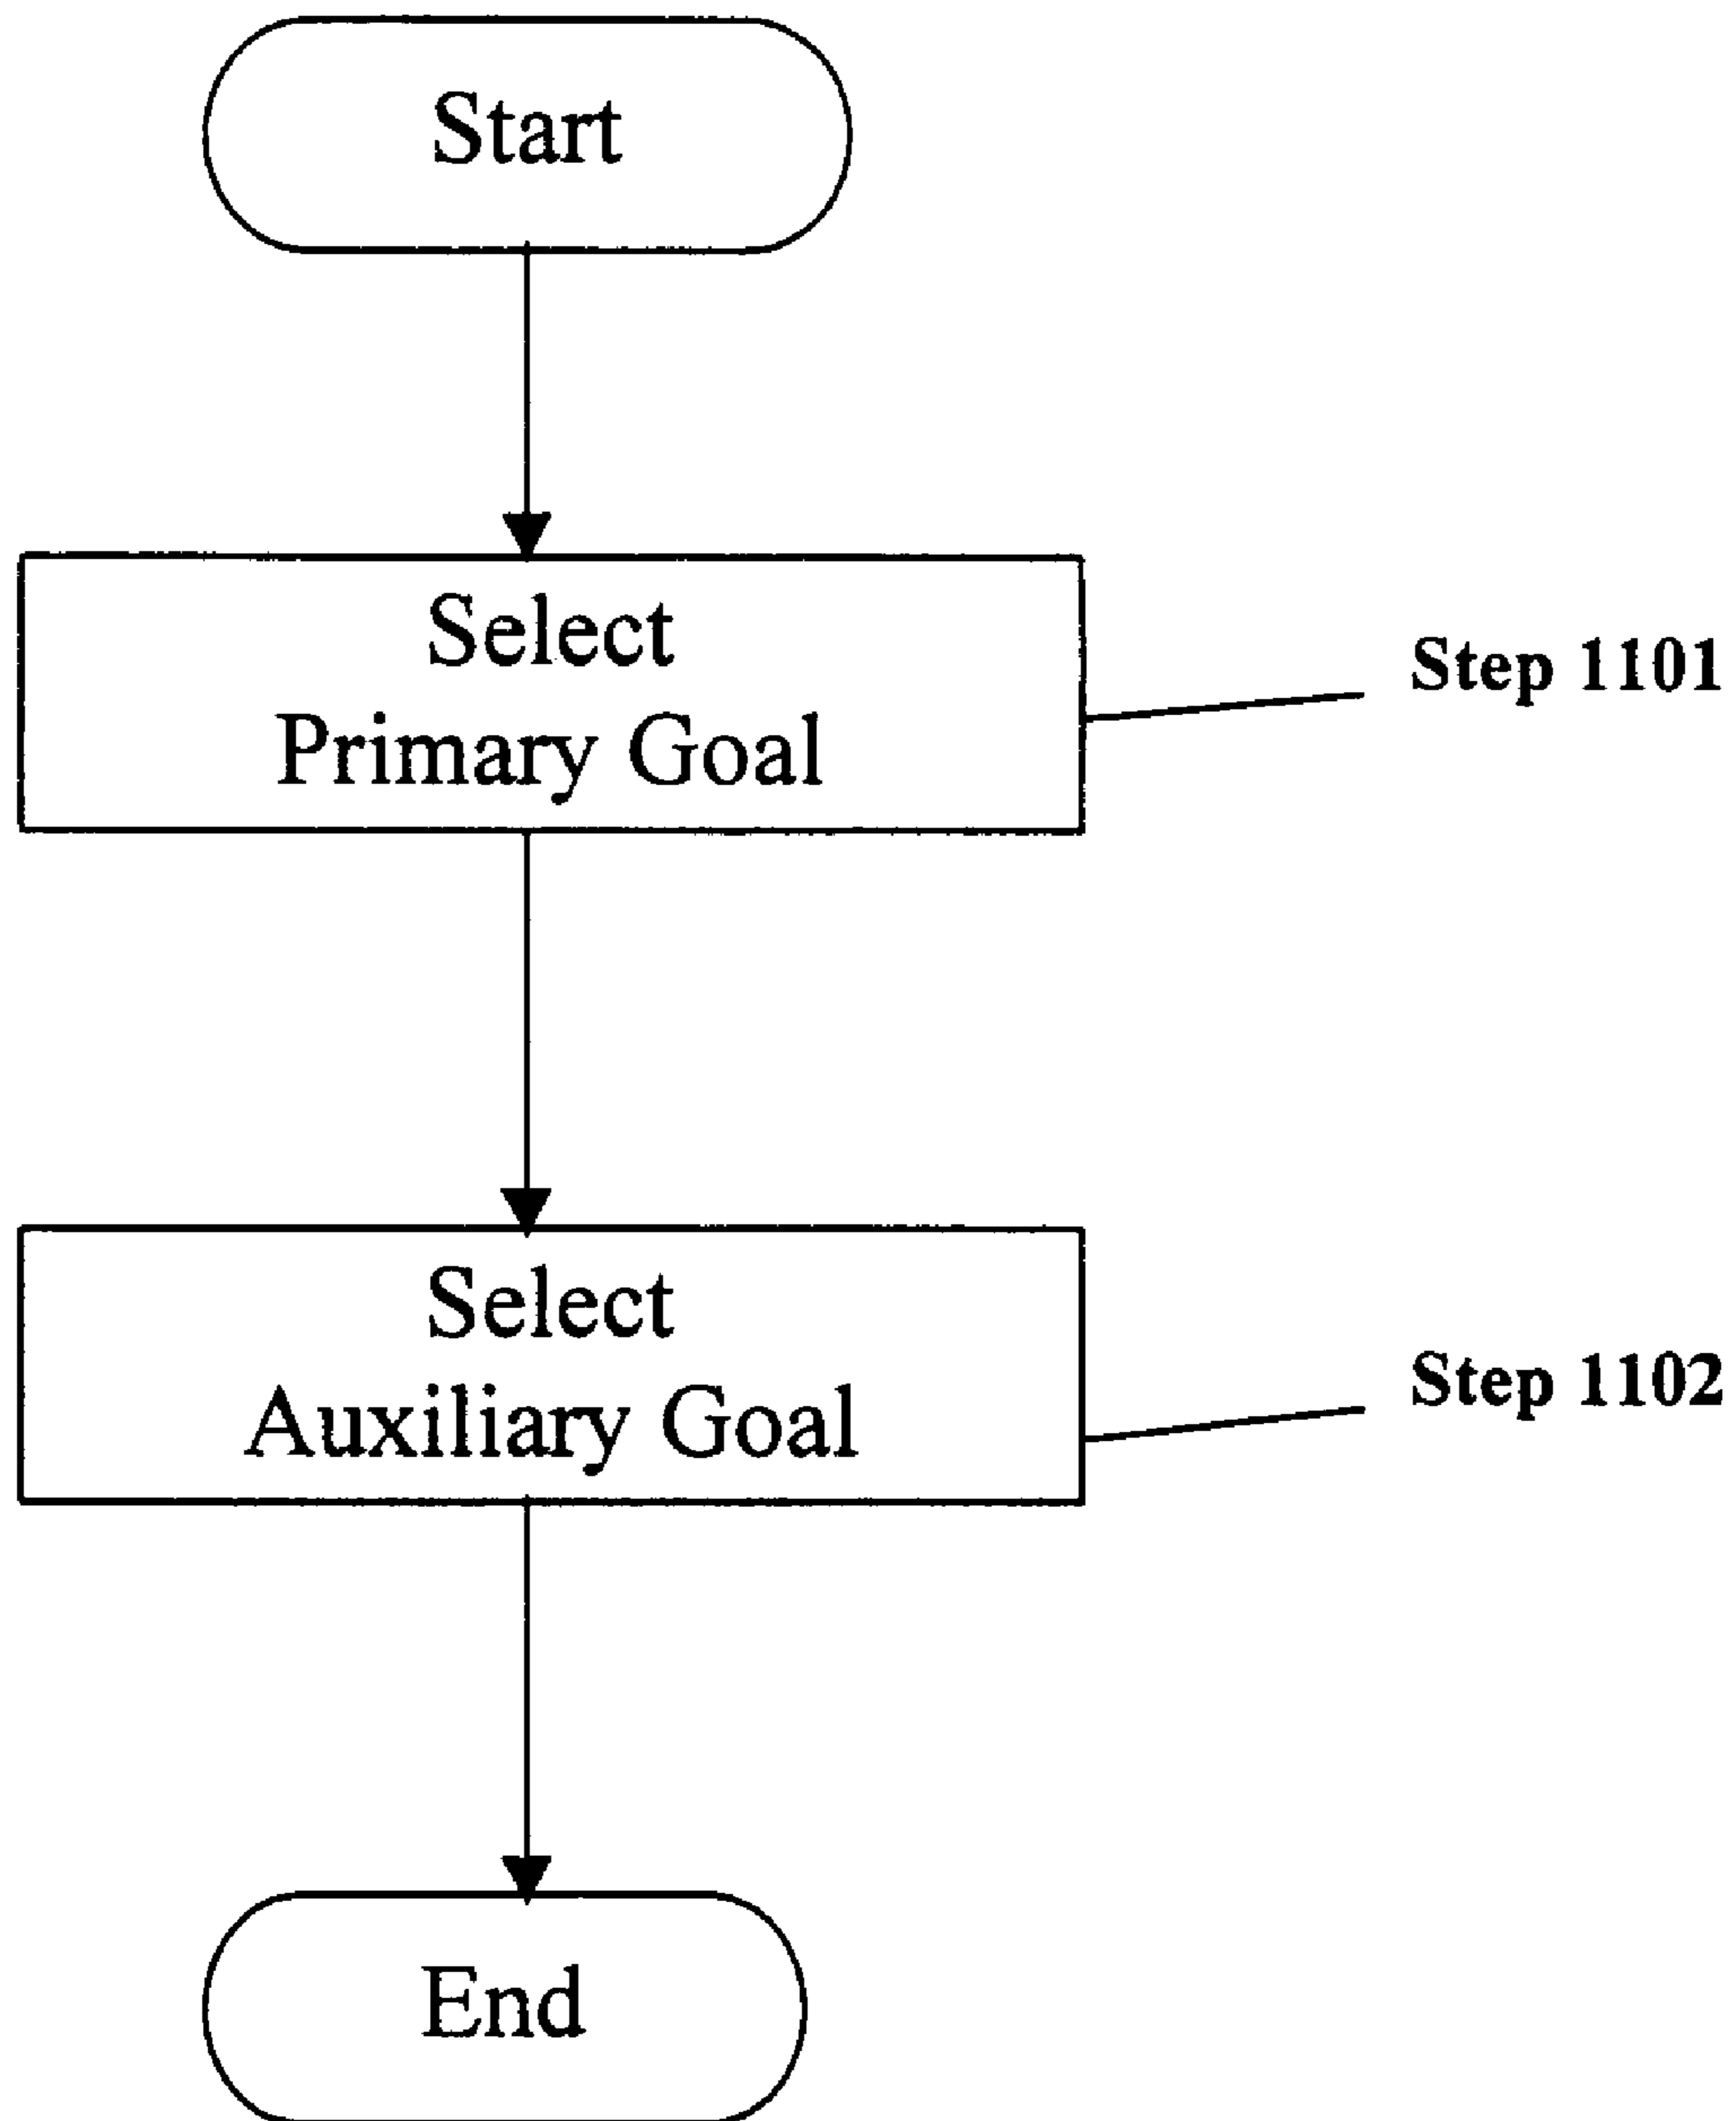 Start
Select
Primary Goal
Step 1101
Select
Auxiliary Goal
Step 1102
End